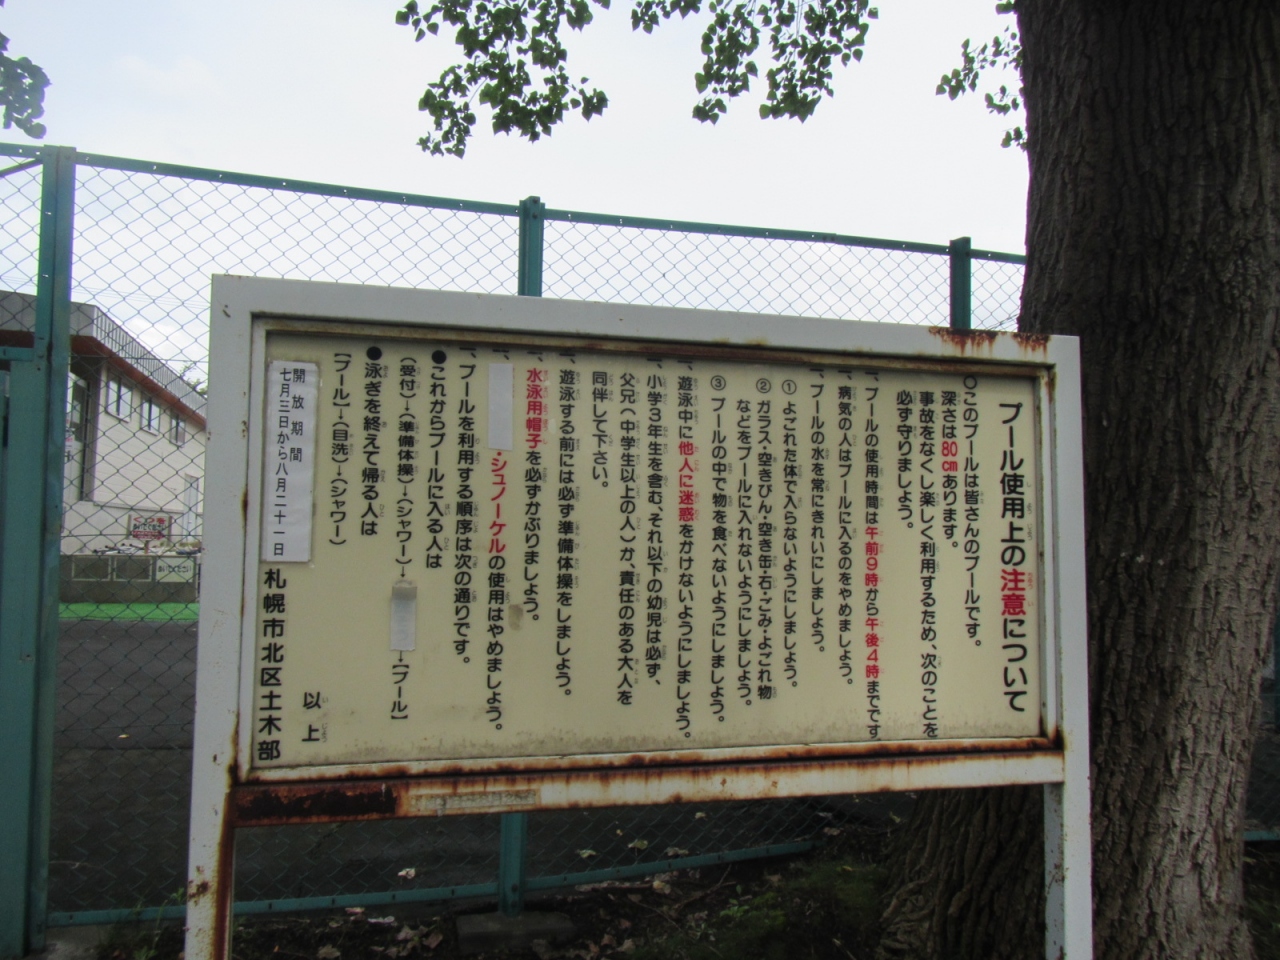 プール使用上の注意について
○このプールは皆さんのプールです。
深さは80cmあります。
事故をなくし楽しく利用するため、次のことを
必ず守りましょう。
一、プールの使用時間は午前9時から午後4時までです
一、病気の人はプールに入るのをやめましょう。
一、プールの水を常にきれいにしましょう。
① よごれた体で入らないようにしましょう。
② ガラス・空きびん・空き缶・石・ごみ・よごれ物
などをプールに入れないようにしましょう。
③ プールの中で物を食べないようにしましょう。
一、遊泳中に他人に迷惑をかけないようにしましょう。
一、小学3年生を含む、それ以下の幼児は必ず、
父兄(中学生以上の人)か、責任のある大人を
同伴して下さい。
一、遊泳する前には必ず準備体操をしましょう。
一、水泳用帽子を必ずかぶりましょう。
一、・シュノーケルの使用はやめましょう。
一、プールを利用する順序は次の通りです。
●これからプールに入る人は
(受付)→(準備体操)→(シャワー)→ →(プール)
●泳ぎを終えて帰る人は
(プール)→(目洗)→(シャワー)
以上
開放期間
七月三日から八月二十一日
札幌市北区土木部